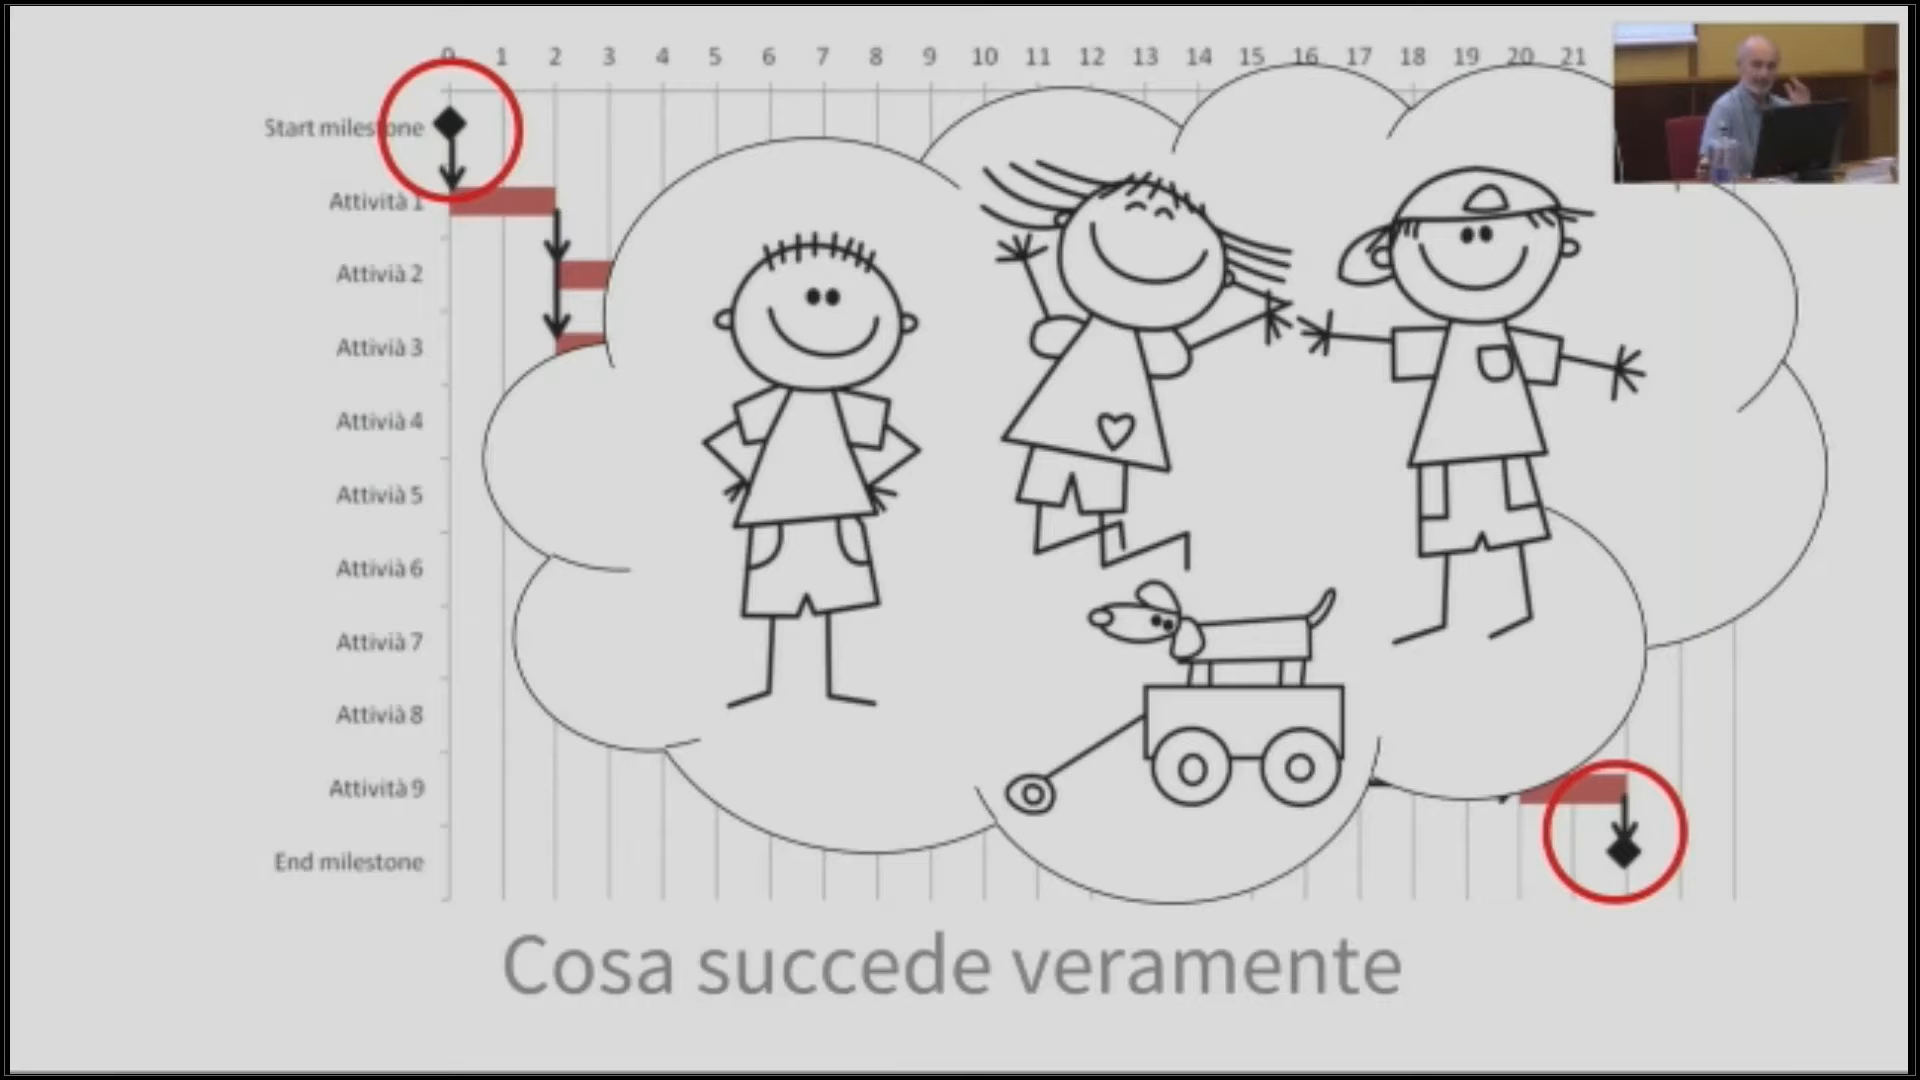 0 1 2 3 4 5 6 7 8 9 10 11 12 13 14 15 16 17 18 19 20 21
Start milestone
Attività 1
Attivià 2
Attivià 3
Attivià 4
Attivià 5
Attivià 6
Attivià 7
Attivià 8
Attività 9
End milestone
Cosa succede veramente